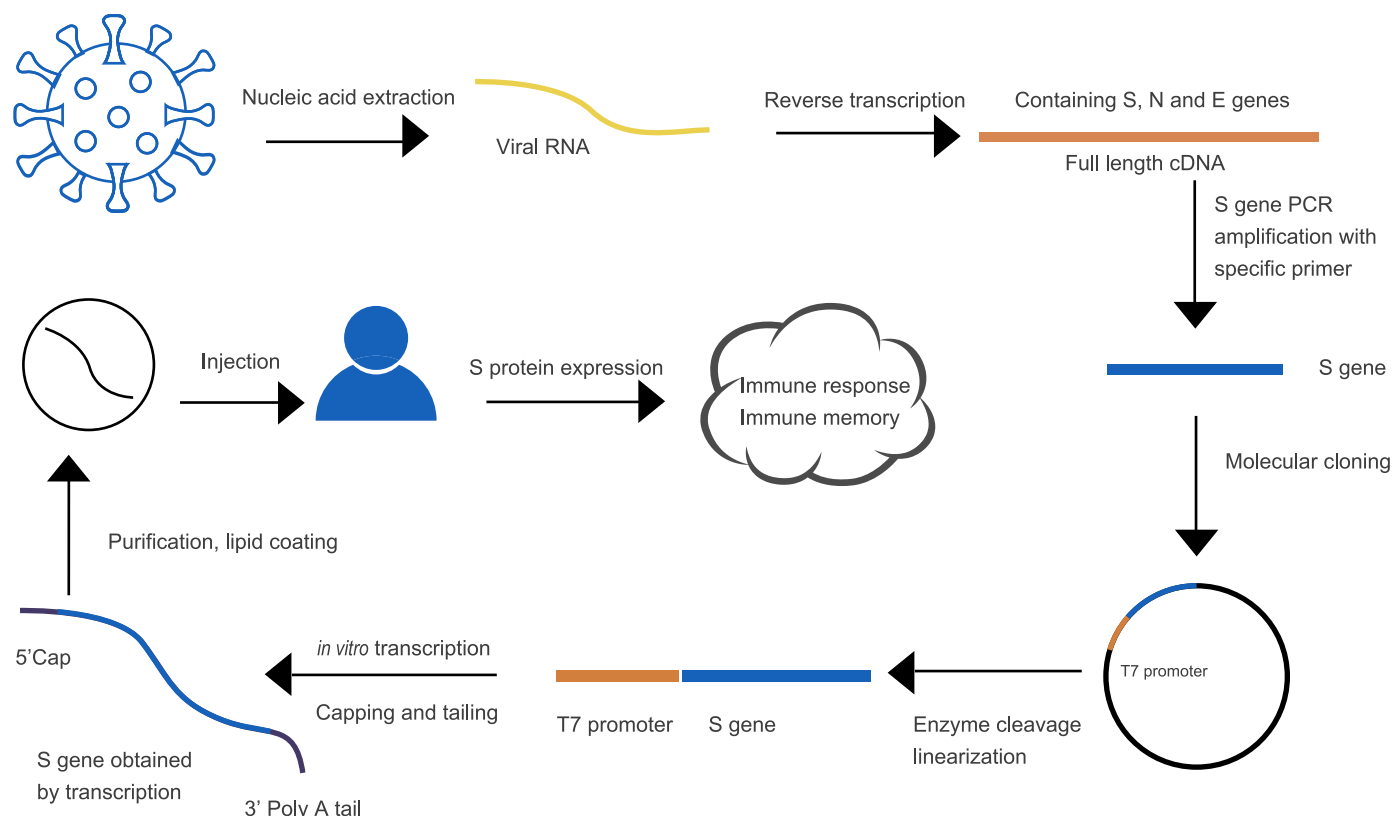 Nucleic acid extraction
Viral RNA
Reverse transcription
Containing S, N and E genes
Full length cDNA
S gene PCR
amplification with
specific primer
S gene
Molecular cloning
T7 promoter
Enzyme cleavage
linearization
T7 promoter
S gene
in vitro transcription
Capping and tailing
5’Cap
S gene obtained
by transcription
3’ Poly A tail
Purification, lipid coating
Injection
S protein expression
Immune response
Immune memory